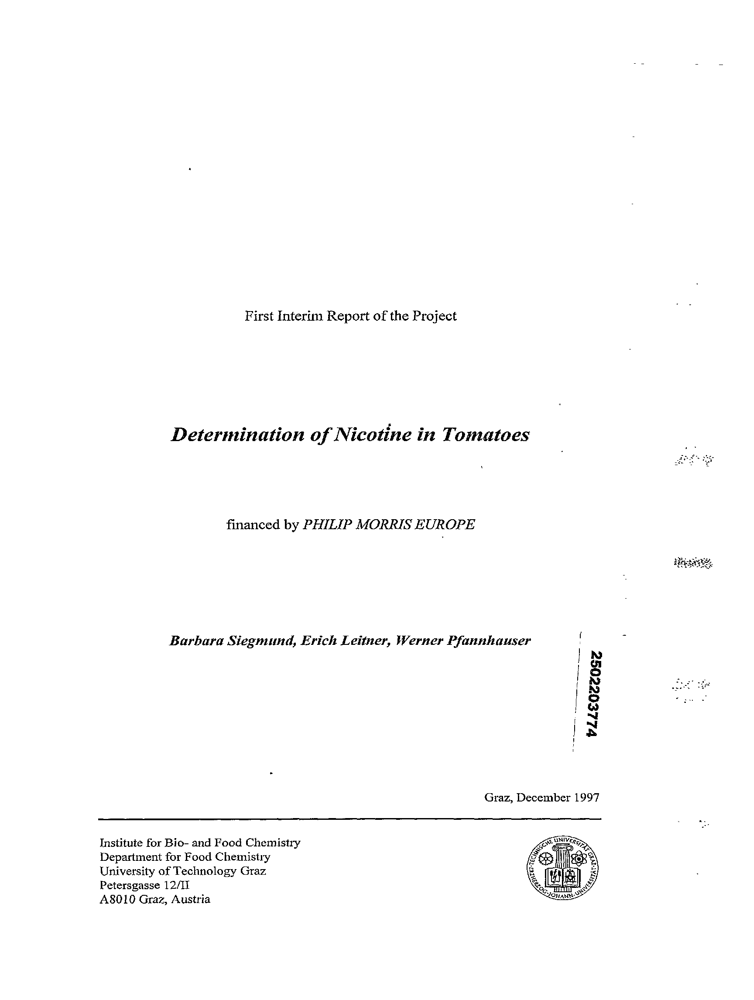 First Interim Report of the Project
Determination of Nicotine in Tomatoes
financed by PHILIP MORRIS EUROPE
Barbara Siegmund, Erich Leitner, Werner Pfannhauser
2502203774
Graz, December 1997
Institute for Bio- and Food Chemistry
Department for Food Chemistry
University of Technology Graz
Petersgasse 12/II
A8010 Graz, Austria